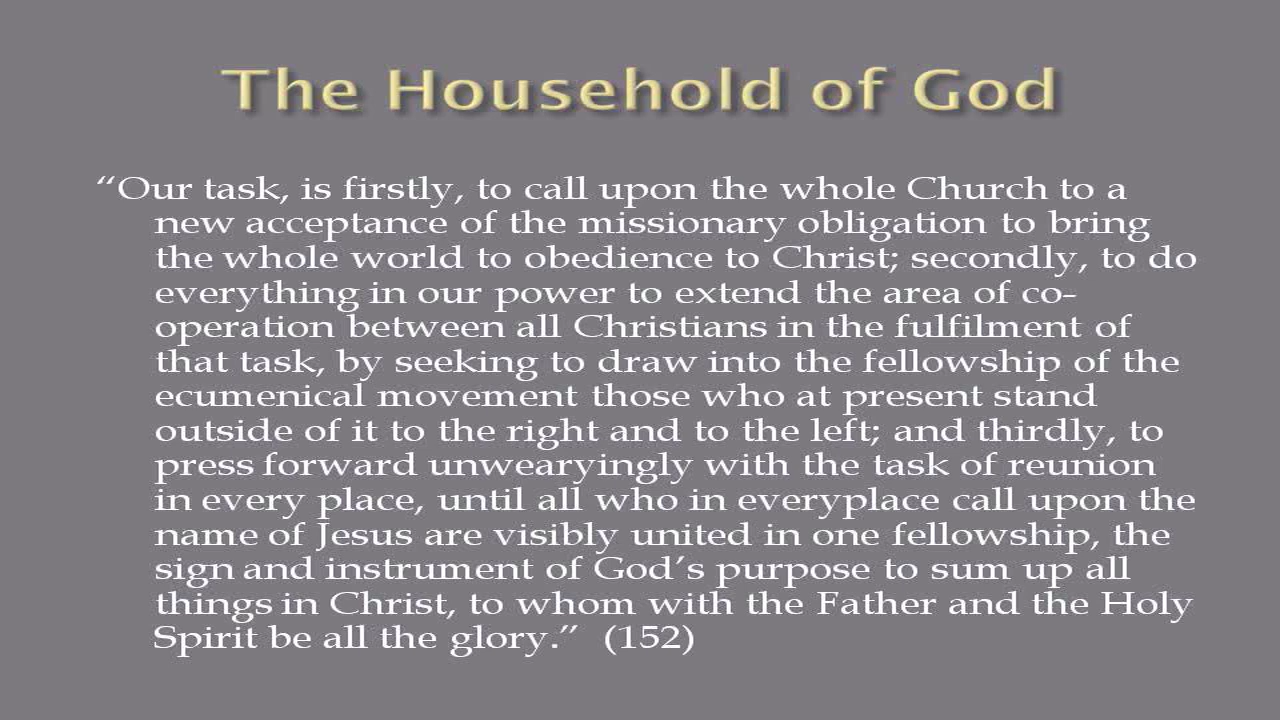 The Household of God
“Our task, is firstly, to call upon the whole Church to a
new acceptance of the missionary obligation to bring
the whole world to obedience to Christ; secondly, to do
everything in our power to extend the area of co-
operation between all Christians in the fulfilment of
that task, by seeking to draw into the fellowship of the
ecumenical movement those who at present stand
outside of it to the right and to the left; and thirdly, to
press forward unwearyingly with the task of reunion
in every place, until all who in everyplace call upon the
name of Jesus are visibly united in one fellowship, the
sign and instrument of God’s purpose to sum up all
things in Christ, to whom with the Father and the Holy
Spirit be all the glory.” (152)